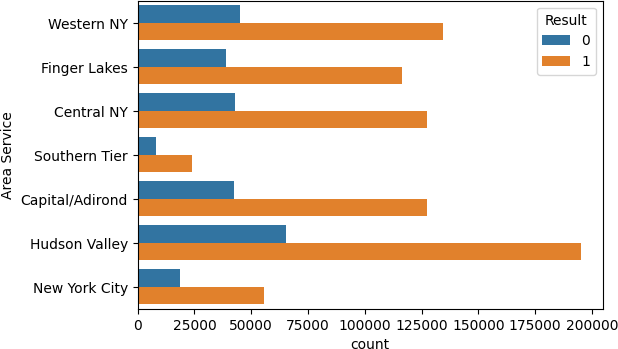 Area Service
Western NY
Finger Lakes
Central NY
Southern Tier
Capital/Adirond
Hudson Valley
New York City
Result
0
1
0 25000 50000 75000 100000 125000 150000 175000 200000
count